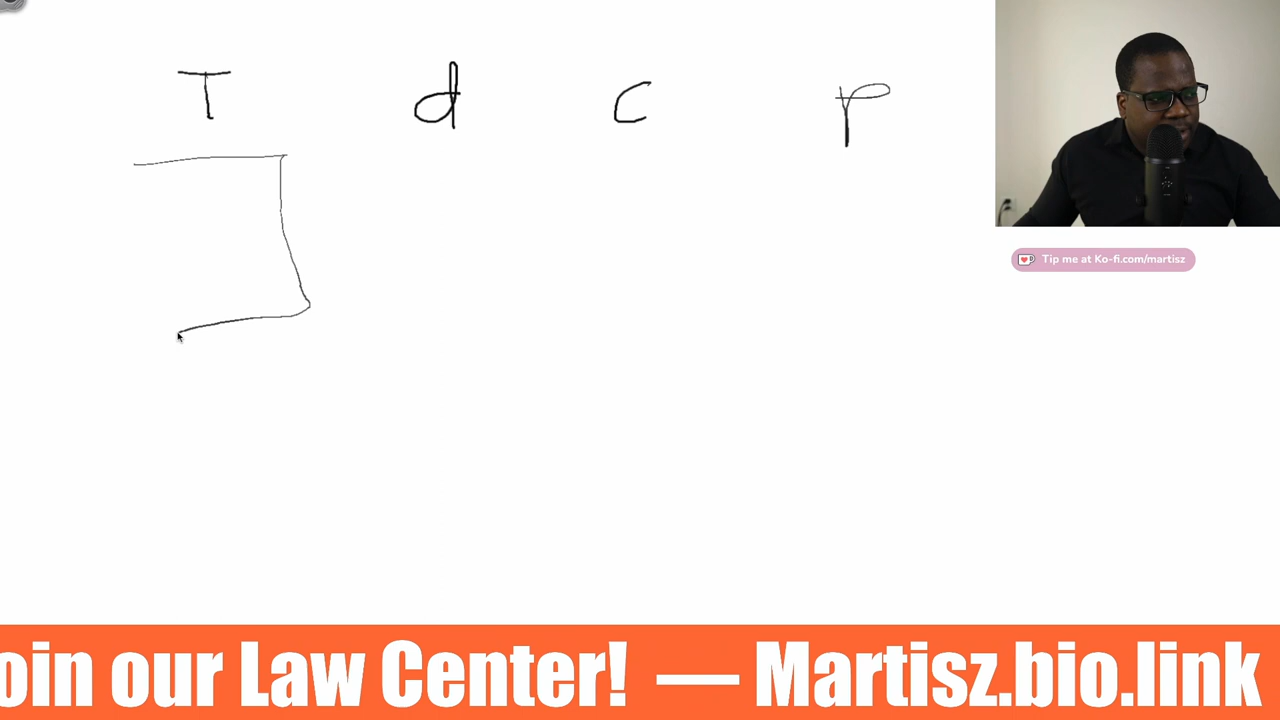 T d c p
Tip me at Ko-fi.com/martisz
oin our Law Center! — Martisz.bio.link